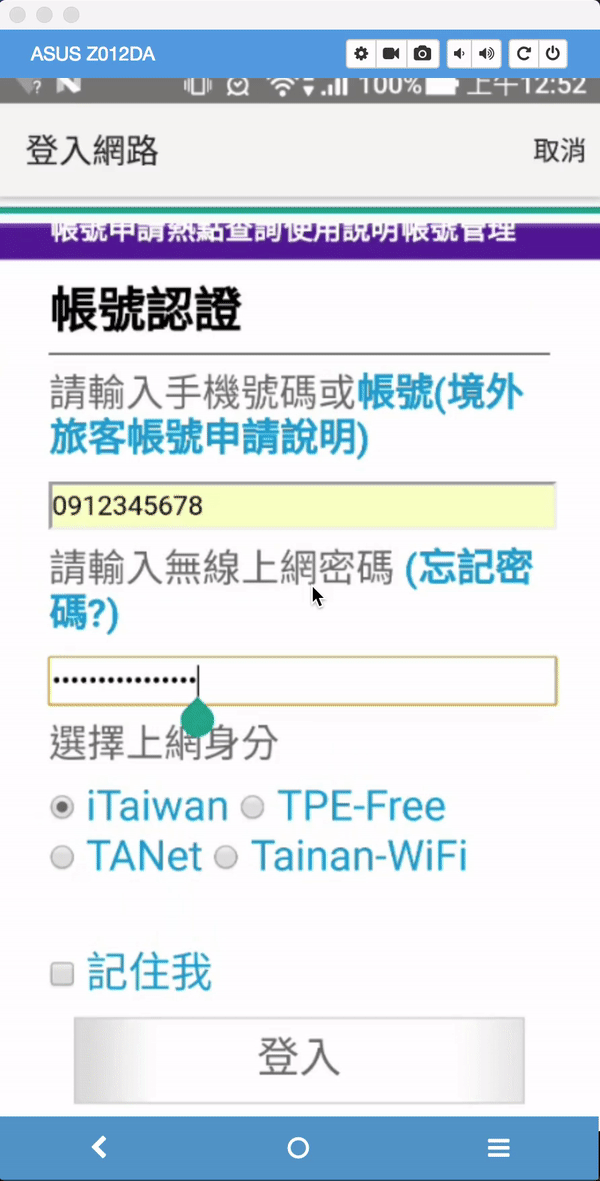 ASUS Z012DA
100% 上午12:52
登入網路 取消
帳號申請熱點查詢使用說明帳號管理
帳號認證
請輸入手機號碼或帳號(境外
旅客帳號申請說明)
0912345678
請輸入無線上網密碼 (忘記密
碼?)
••••••••••••••••
選擇上網身分
iTaiwan TPE-Free
TANet Tainan-WiFi
記住我
登入